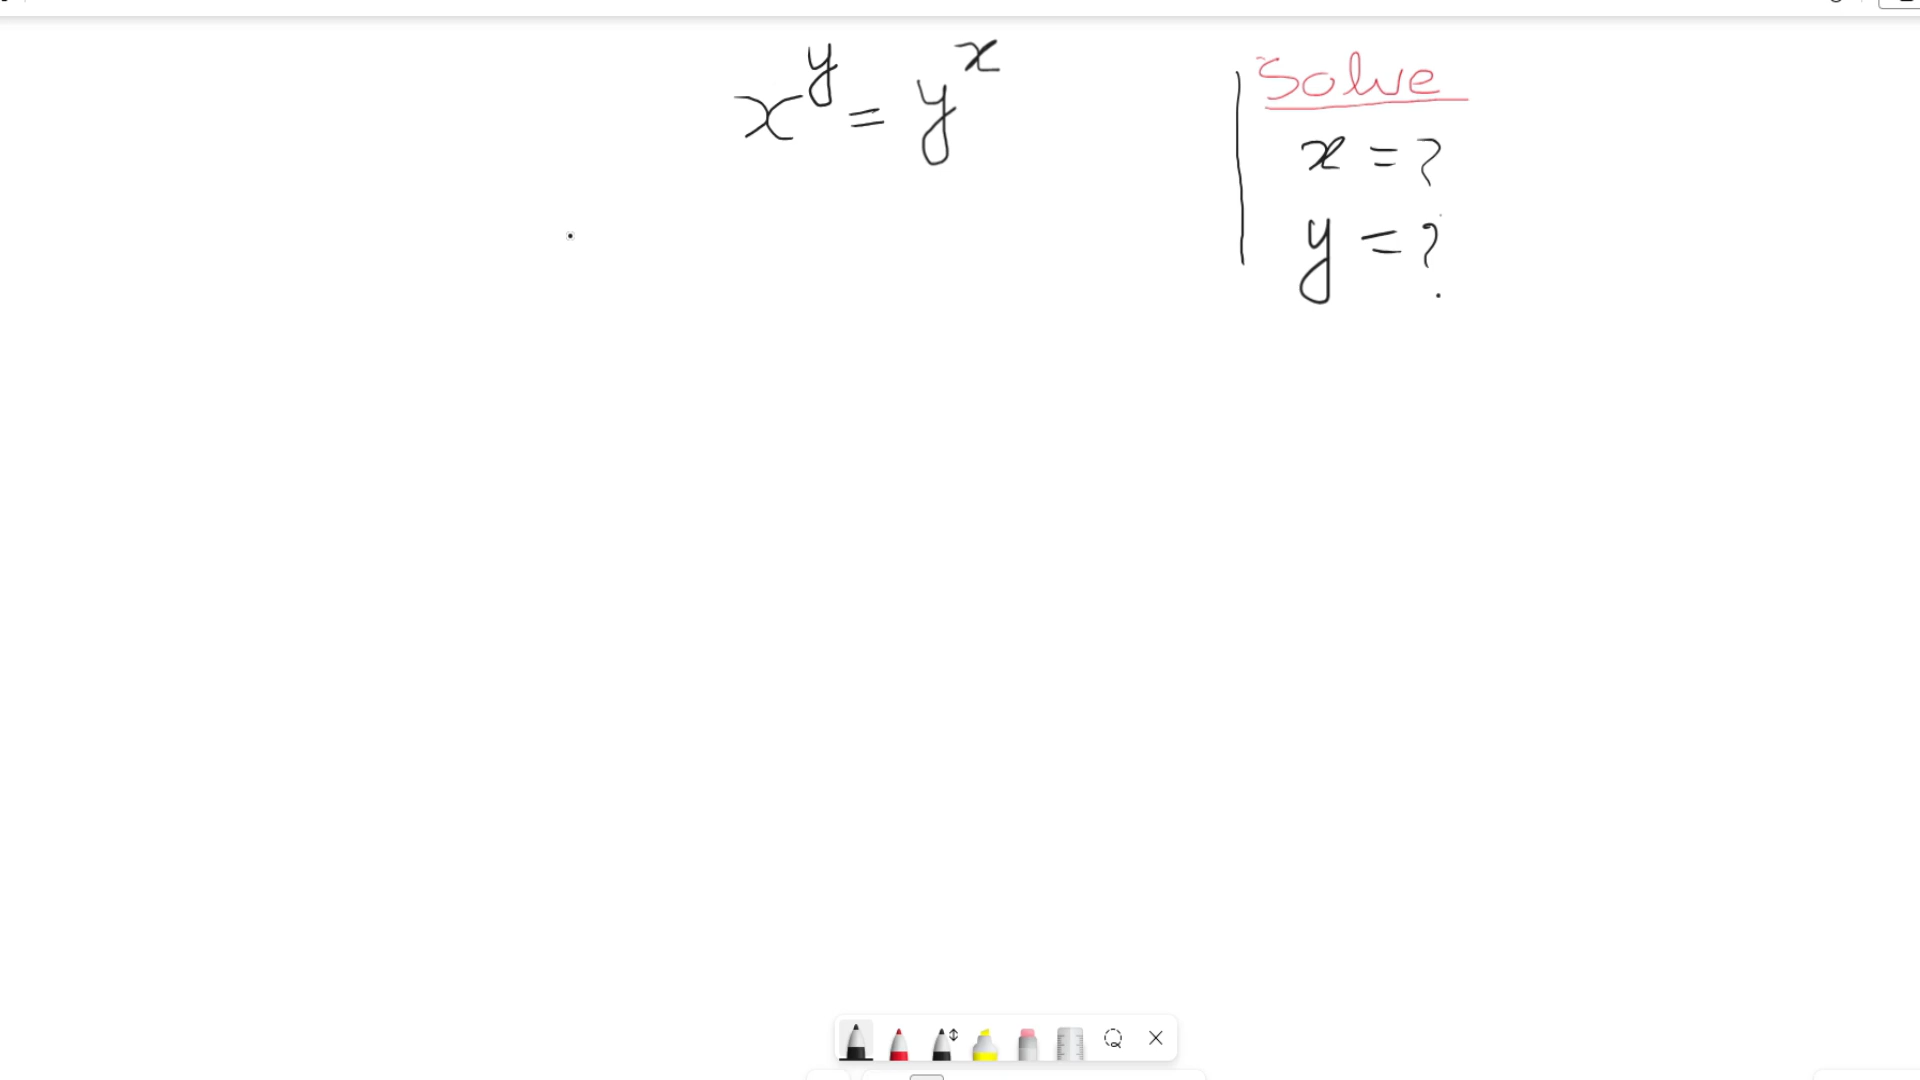 x^y = y^x
Solve
x = ?
y = ?